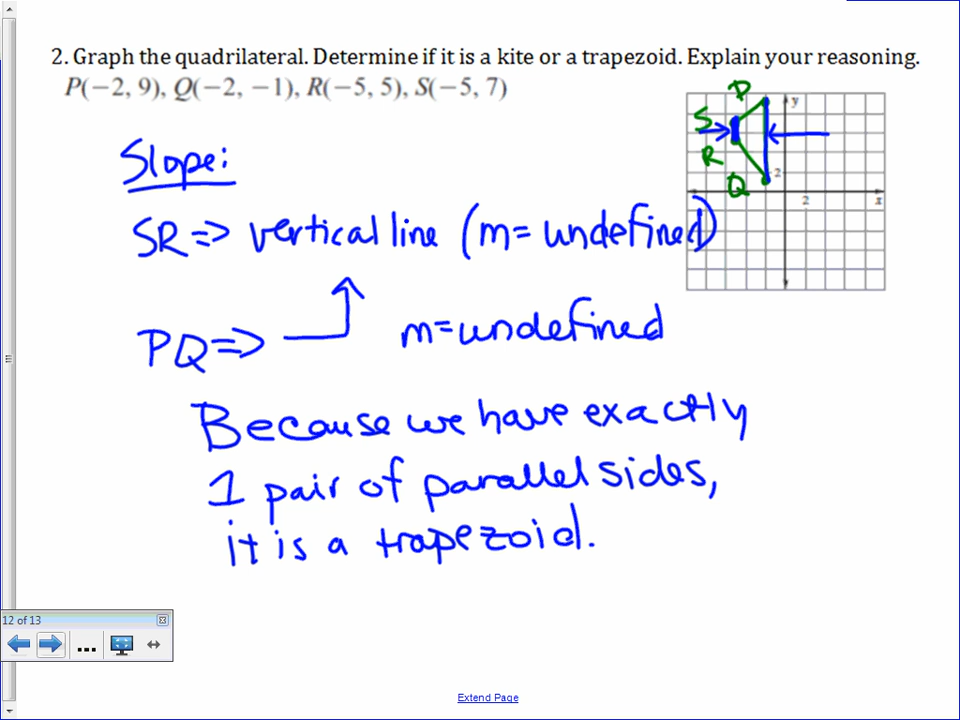 2. Graph the quadrilateral. Determine if it is a kite or a trapezoid. Explain your reasoning.
P(−2, 9), Q(−2, −1), R(−5, 5), S(−5, 7)
P
y
S
R
Q
2
2
x
Slope:
SR => vertical line (m = undefined)
PQ => m = undefined
Because we have exactly
1 pair of parallel sides,
it is a trapezoid.
12 of 13
...
Extend Page